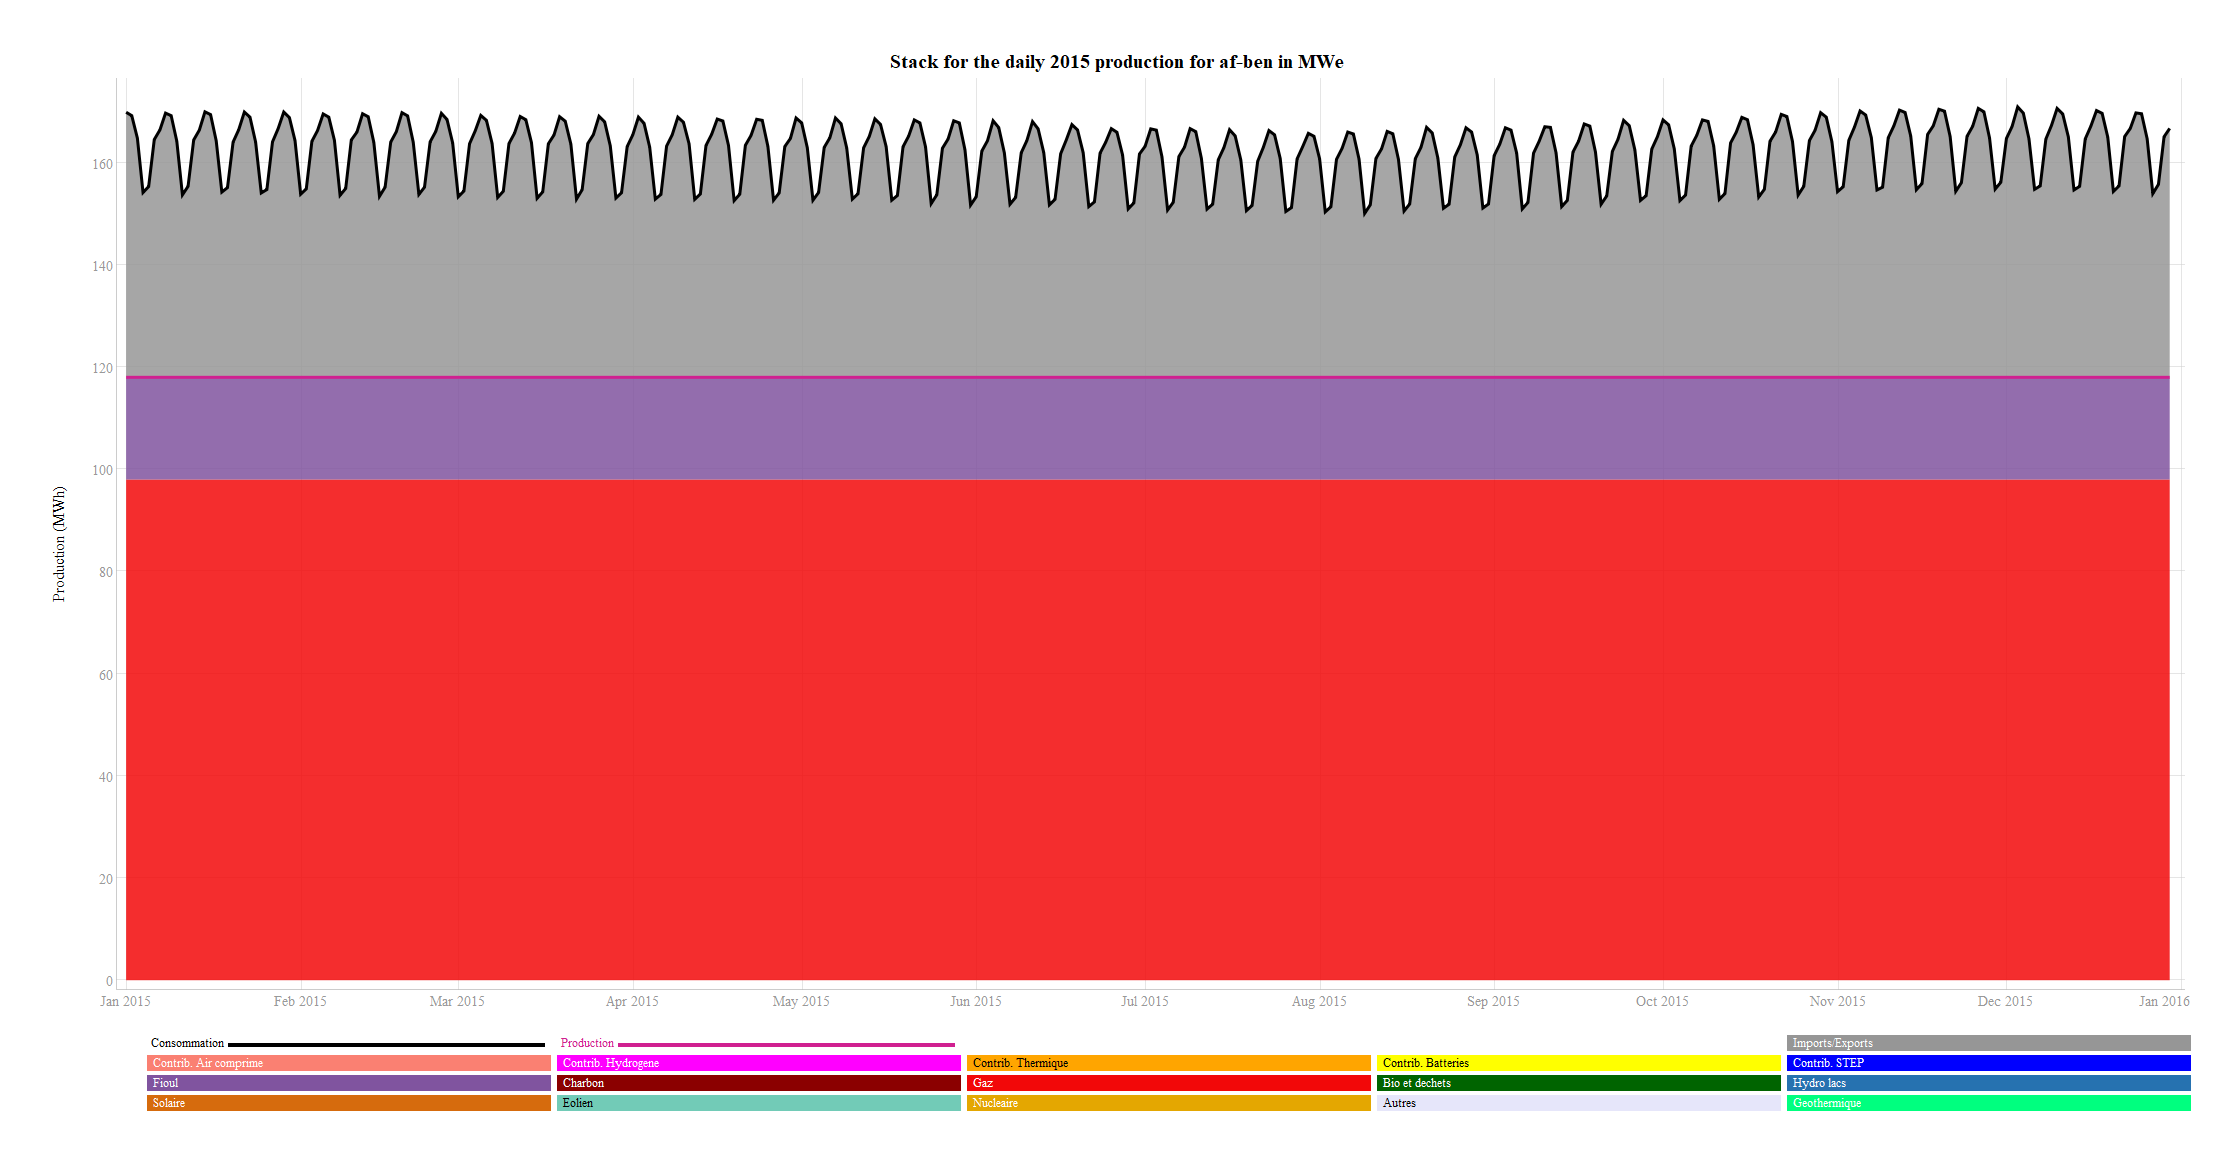 Stack for the daily 2015 production for af-ben in MWe
Production (MWh)
160
140
120
100
80
60
40
20
0
Jan 2015 Feb 2015 Mar 2015 Apr 2015 May 2015 Jun 2015 Jul 2015 Aug 2015 Sep 2015 Oct 2015 Nov 2015 Dec 2015 Jan 2016
Consommation Production Imports/Exports
Contrib. Air comprime Contrib. Hydrogene Contrib. Thermique Contrib. Batteries Contrib. STEP
Fioul Charbon Gaz Bio et dechets Hydro lacs
Solaire Eolien Nucleaire Autres Geothermique